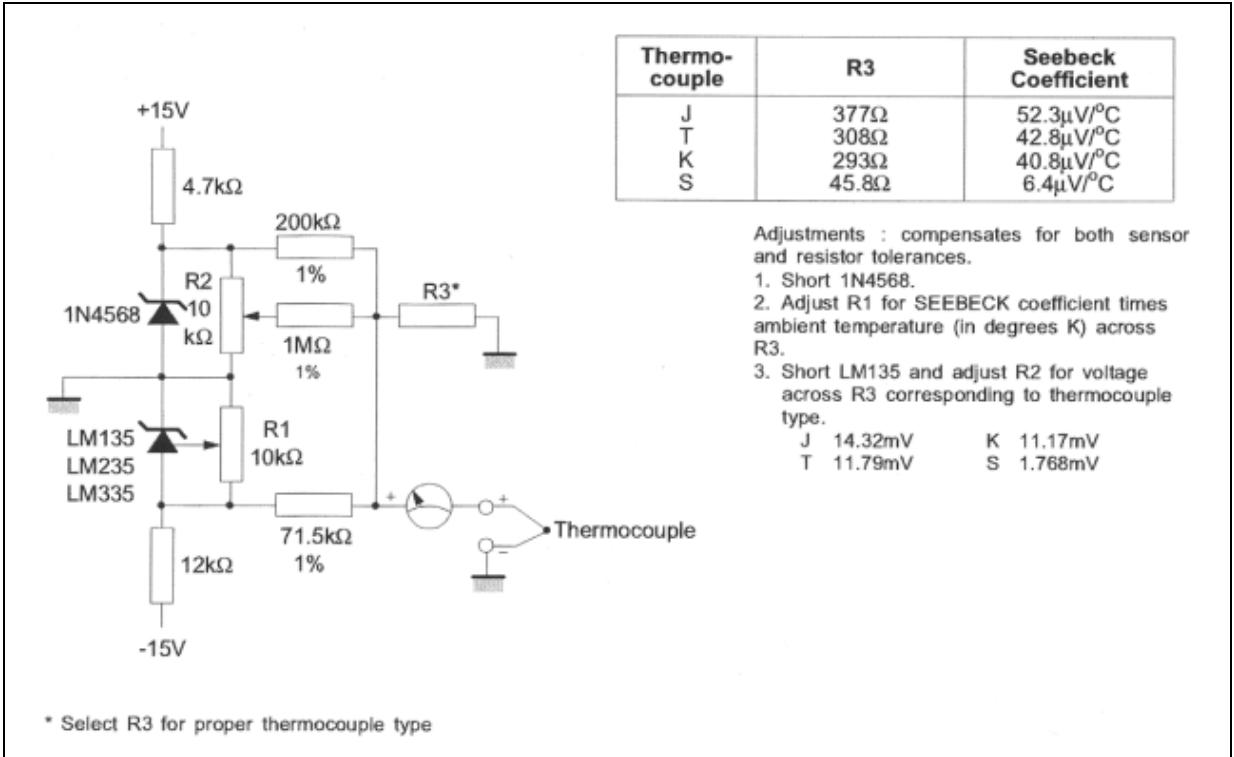 Thermo-
couple
R3
Seebeck
Coefficient
J
377Ω
52.3μV/°C
T
308Ω
42.8μV/°C
K
293Ω
40.8μV/°C
S
45.8Ω
6.4μV/°C
+15V
4.7kΩ
200kΩ
1%
R2
10
kΩ
1N4568
1MΩ
1%
R3*
LM135
LM235
LM335
R1
10kΩ
71.5kΩ
1%
+
+
−
Thermocouple
12kΩ
-15V
Adjustments : compensates for both sensor
and resistor tolerances.
1. Short 1N4568.
2. Adjust R1 for SEEBECK coefficient times
ambient temperature (in degrees K) across
R3.
3. Short LM135 and adjust R2 for voltage
across R3 corresponding to thermocouple
type.
J 14.32mV K 11.17mV
T 11.79mV S 1.768mV
* Select R3 for proper thermocouple type